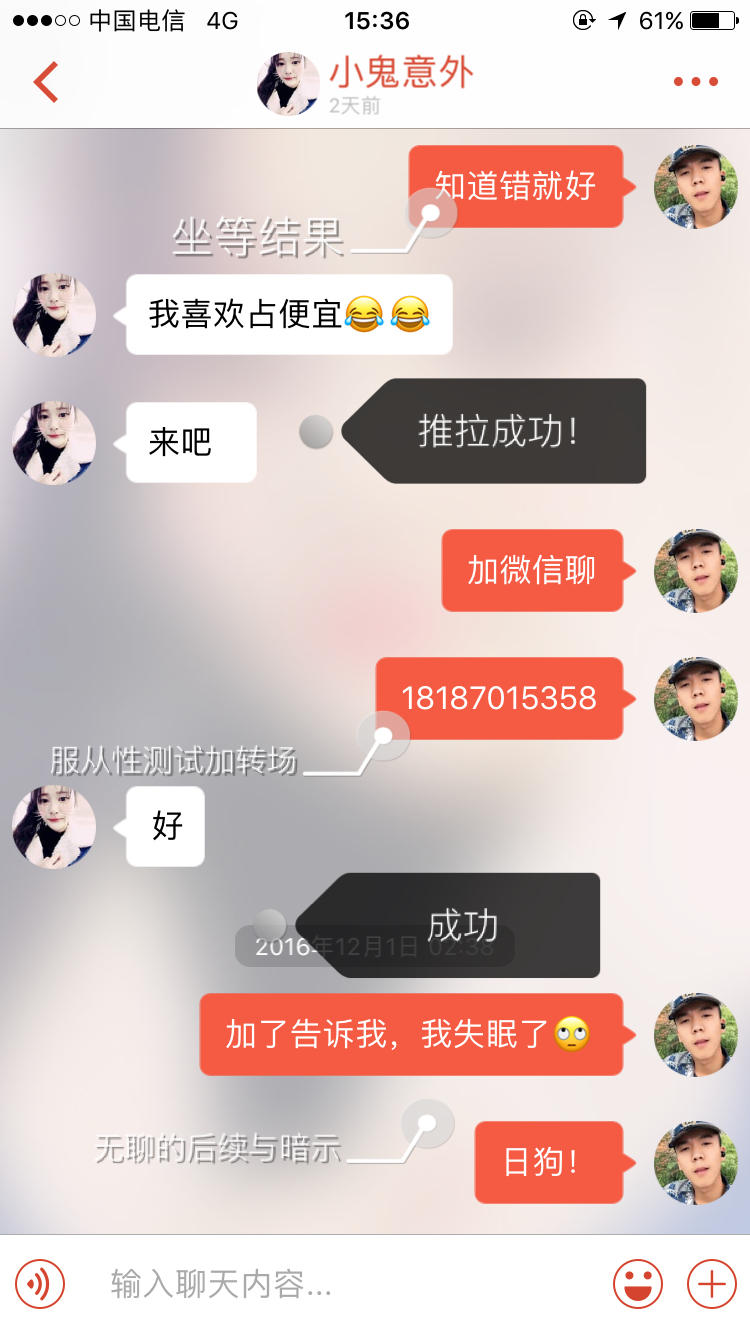 中国电信 4G 15:36 61%
小鬼意外
2天前
知道错就好
坐等结果
我喜欢占便宜😂😂
来吧
推拉成功！
加微信聊
18187015358
服从性测试加转场
好
成功
2016年12月1日 02:38
加了告诉我，我失眠了🙄
无聊的后续与暗示
日狗！
输入聊天内容...